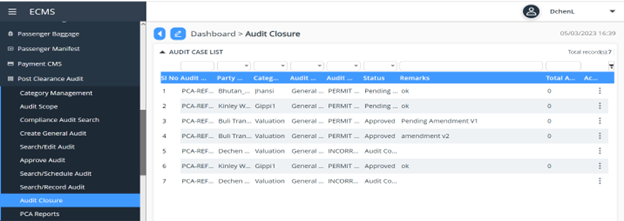 ECMS
DchenL
Passenger Baggage
Passenger Manifest
Payment CMS
Post Clearance Audit
Category Management
Audit Scope
Compliance Audit Search
Create General Audit
Search/Edit Audit
Approve Audit
Search/Schedule Audit
Search/Record Audit
Audit Closure
PCA Reports
Dashboard > Audit Closure
05/03/2023 16:39
AUDIT CASE LIST
Total record(s):7
Sl No Audit ... Party ... Categ... Audit ... Audit ... Status Remarks Total A... Ac...
1 PCA-REF... Bhutan_... Jhansi General ... PERMIT ... Pending ... ok 0
2 PCA-REF... Kinley W... Gippi1 General ... PERMIT ... Pending ... ok 0
3 PCA-REF... Buli Tran... Valuation General ... PERMIT ... Approved Pending Amendment V1
4 PCA-REF... Buli Tran... Valuation General ... PERMIT ... Approved amendment v2 0
5 PCA-REF... Dechen ... Valuation General ... INCORR... Audit Co...
6 PCA-REF... Kinley W... Gippi1 General ... PERMIT ... Approved ok 0
7 PCA-REF... Dechen ... Valuation General ... INCORR... Audit Co...